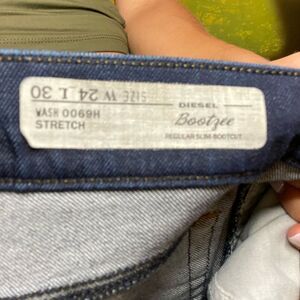 SIZE W 24 L 30
WASH 0069H
STRETCH
DIESEL
Bootzee
REGULAR SLIM-BOOTCUT